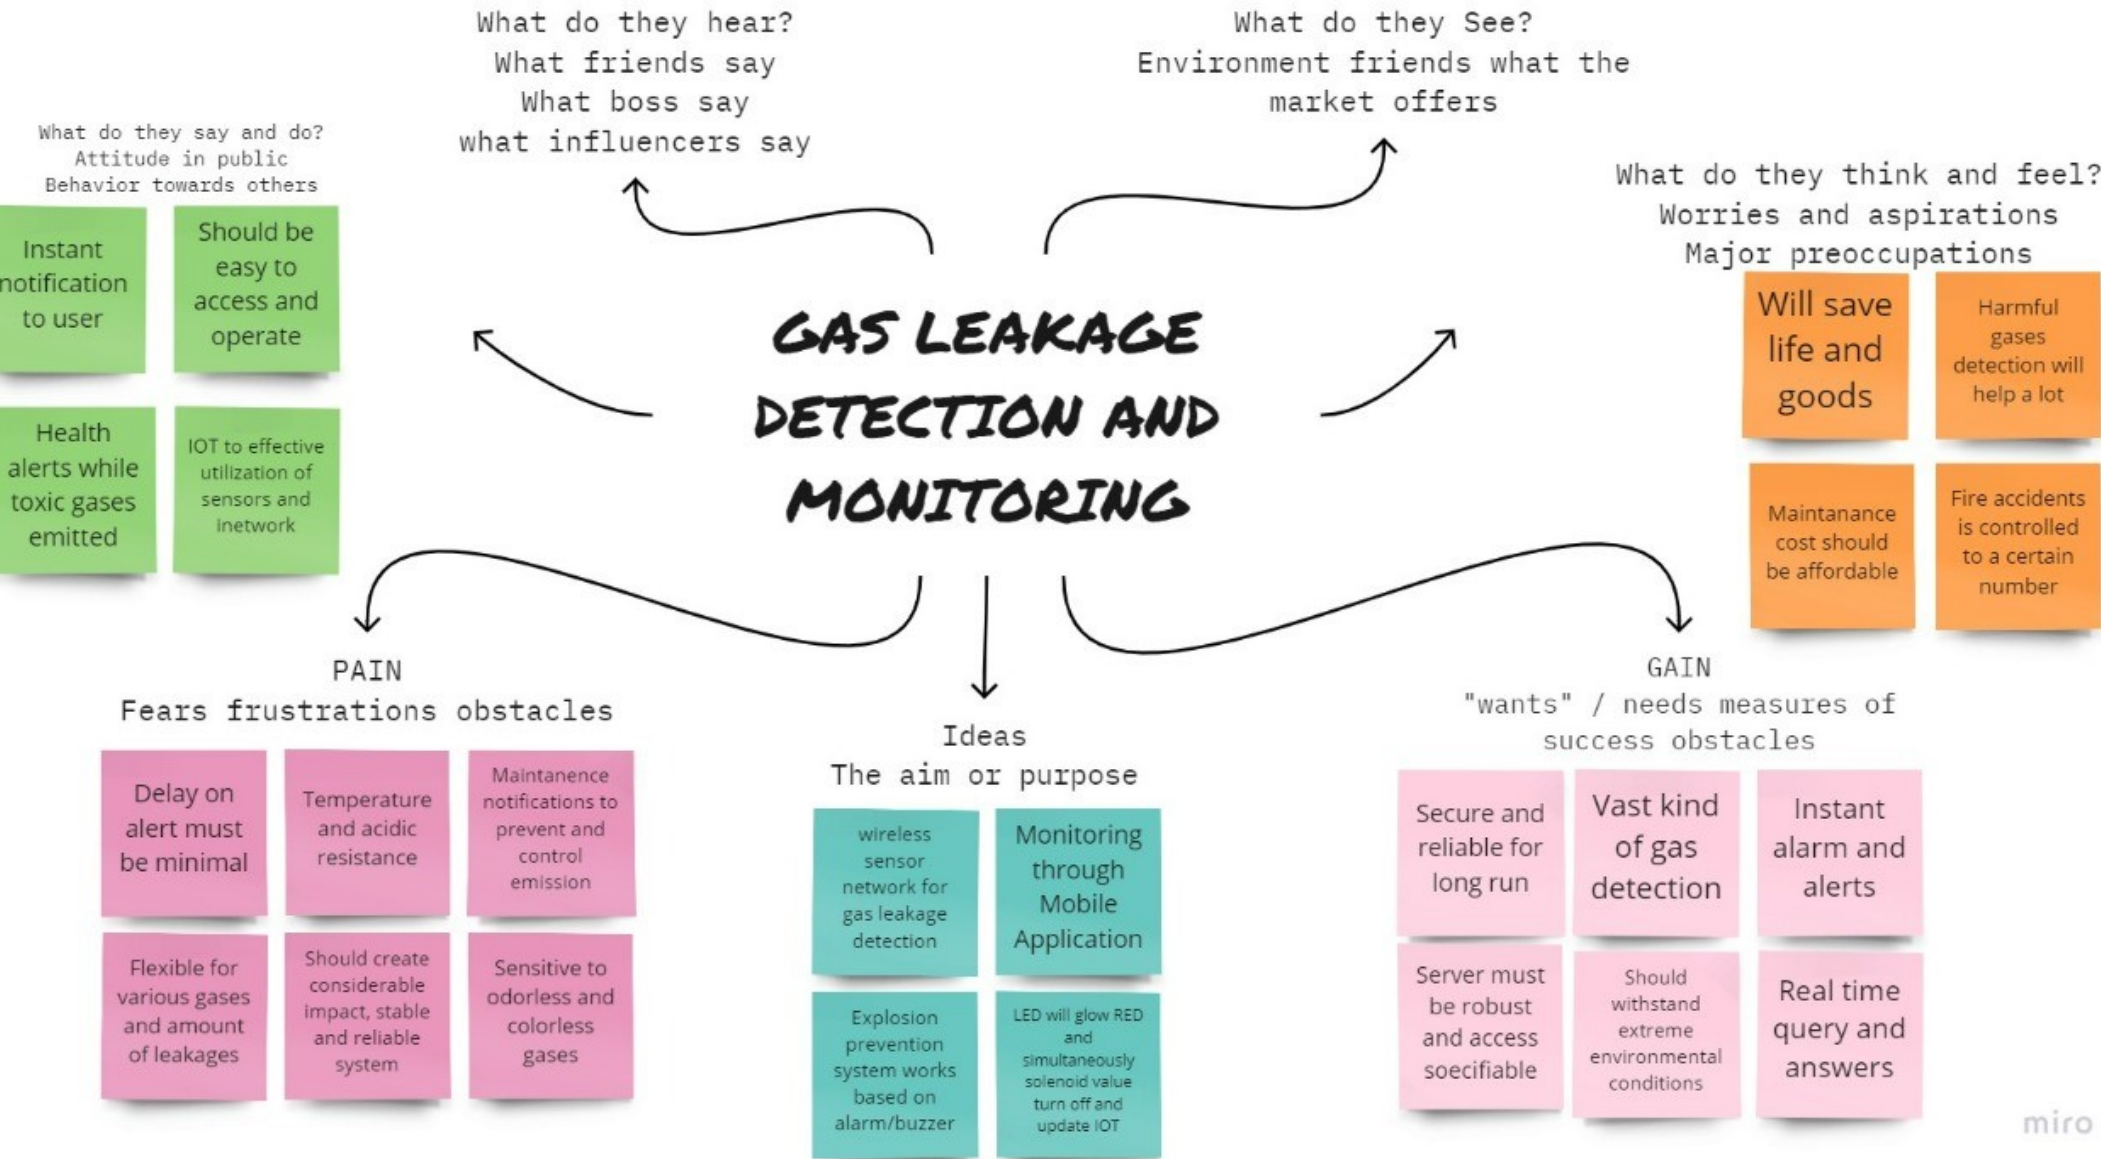 What do they hear?
What friends say
What boss say
what influencers say
What do they See?
Environment friends what the
market offers
What do they say and do?
Attitude in public
Behavior towards others
Instant
notification
to user
Should be
easy to
access and
operate
Health
alerts while
toxic gases
emitted
IOT to effective
utilization of
sensors and
inetwork
What do they think and feel?
Worries and aspirations
Major preoccupations
Will save
life and
goods
Harmful
gases
detection will
help a lot
Maintanance
cost should
be affordable
Fire accidents
is controlled
to a certain
number
GAS LEAKAGE
DETECTION AND
MONITORING
PAIN
Fears frustrations obstacles
Delay on
alert must
be minimal
Temperature
and acidic
resistance
Maintanence
notifications to
prevent and
control
emission
Flexible for
various gases
and amount
of leakages
Should create
considerable
impact, stable
and reliable
system
Sensitive to
odorless and
colorless
gases
Ideas
The aim or purpose
wireless
sensor
network for
gas leakage
detection
Monitoring
through
Mobile
Application
Explosion
prevention
system works
based on
alarm/buzzer
LED will glow RED
and
simultaneously
solenoid value
turn off and
update IOT
GAIN
"wants" / needs measures of
success obstacles
Secure and
reliable for
long run
Vast kind
of gas
detection
Instant
alarm and
alerts
Server must
be robust
and access
soecifiable
Should
withstand
extreme
environmental
conditions
Real time
query and
answers
miro